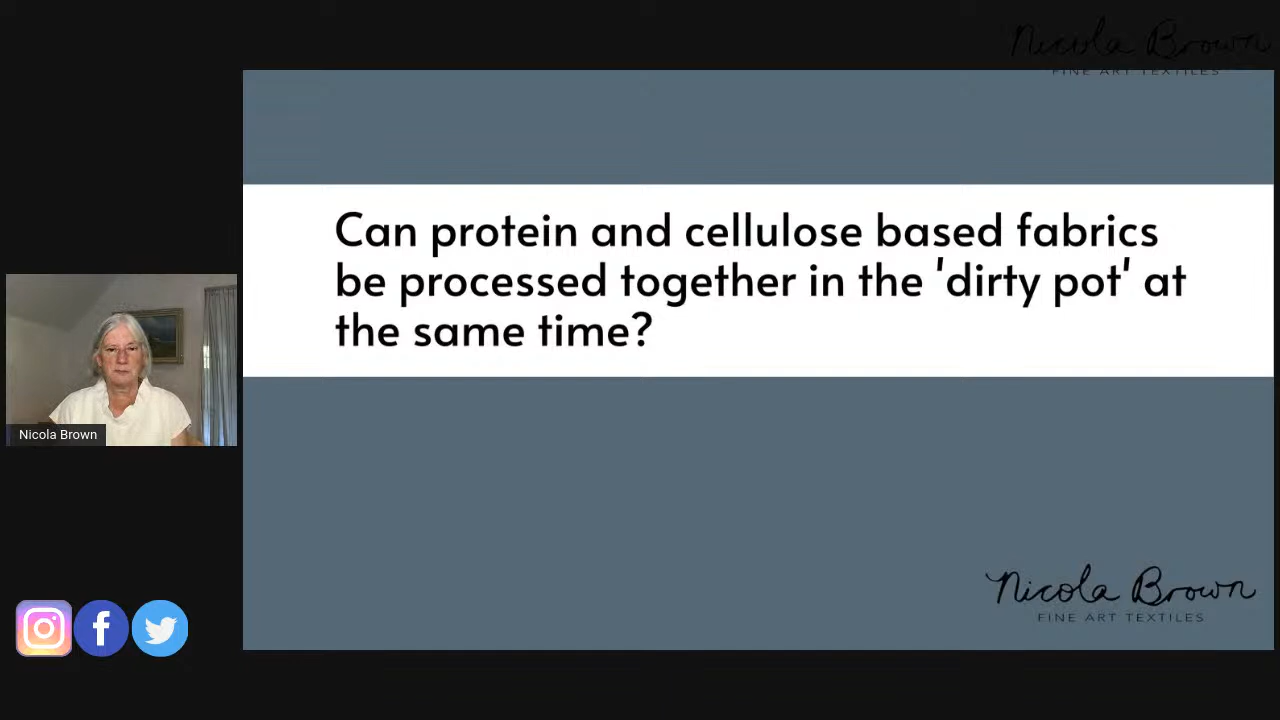 Nicola Brown
FINE ART TEXTILES
Can protein and cellulose based fabrics
be processed together in the 'dirty pot' at
the same time?
Nicola Brown
Nicola Brown
FINE ART TEXTILES